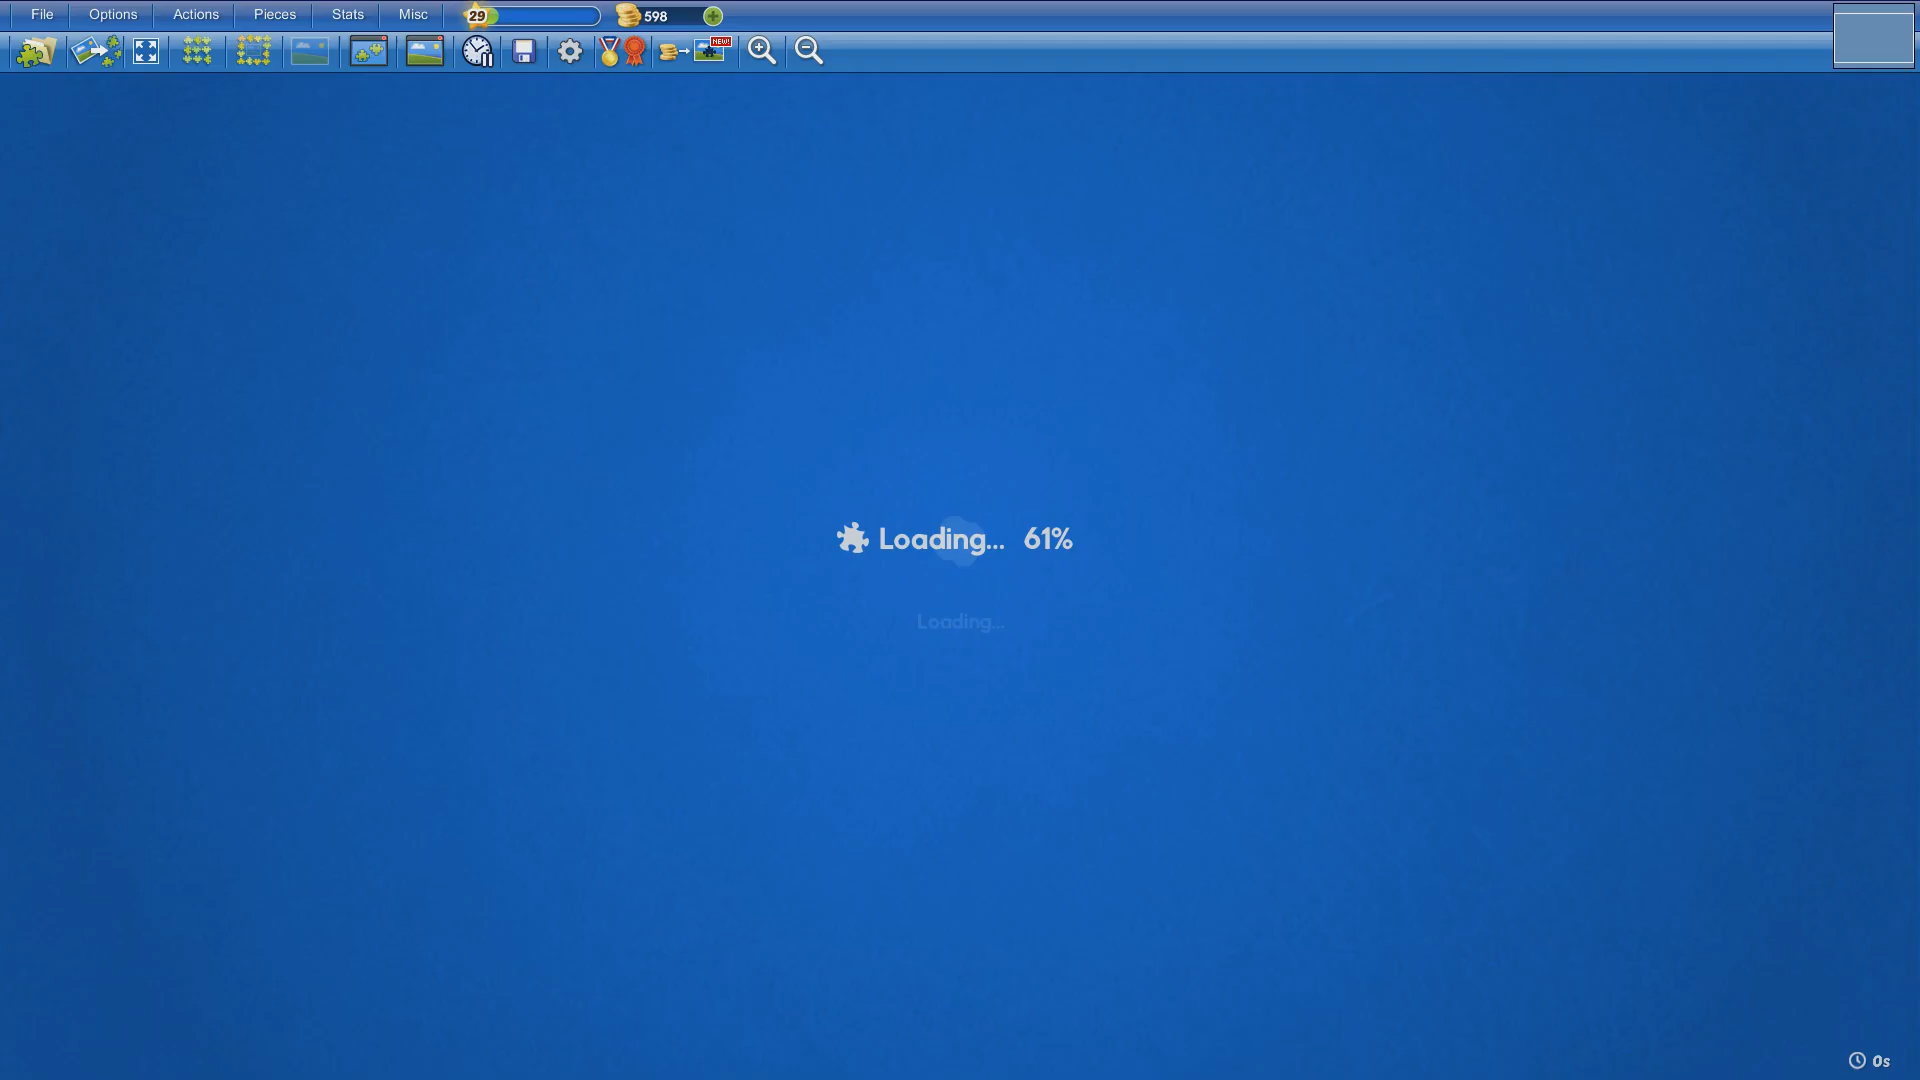 File Options Actions Pieces Stats Misc 29 598
NEW!
Loading... 61%
Loading...
0s